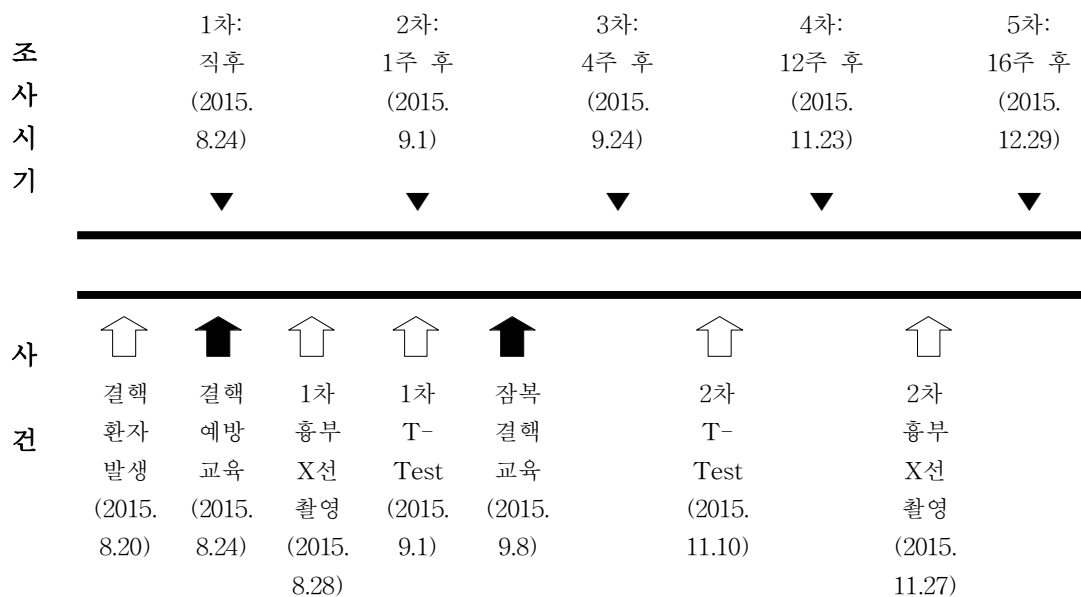 조사시기
1차:
직후
(2015.
8.24)
2차:
1주 후
(2015.
9.1)
3차:
4주 후
(2015.
9.24)
4차:
12주 후
(2015.
11.23)
5차:
16주 후
(2015.
12.29)
사건
결핵
환자
발생
(2015.
8.20)
결핵
예방
교육
(2015.
8.24)
1차
흉부
X선
촬영
(2015.
8.28)
1차
T-
Test
(2015.
9.1)
잠복
결핵
교육
(2015.
9.8)
2차
T-
Test
(2015.
11.10)
2차
흉부
X선
촬영
(2015.
11.27)